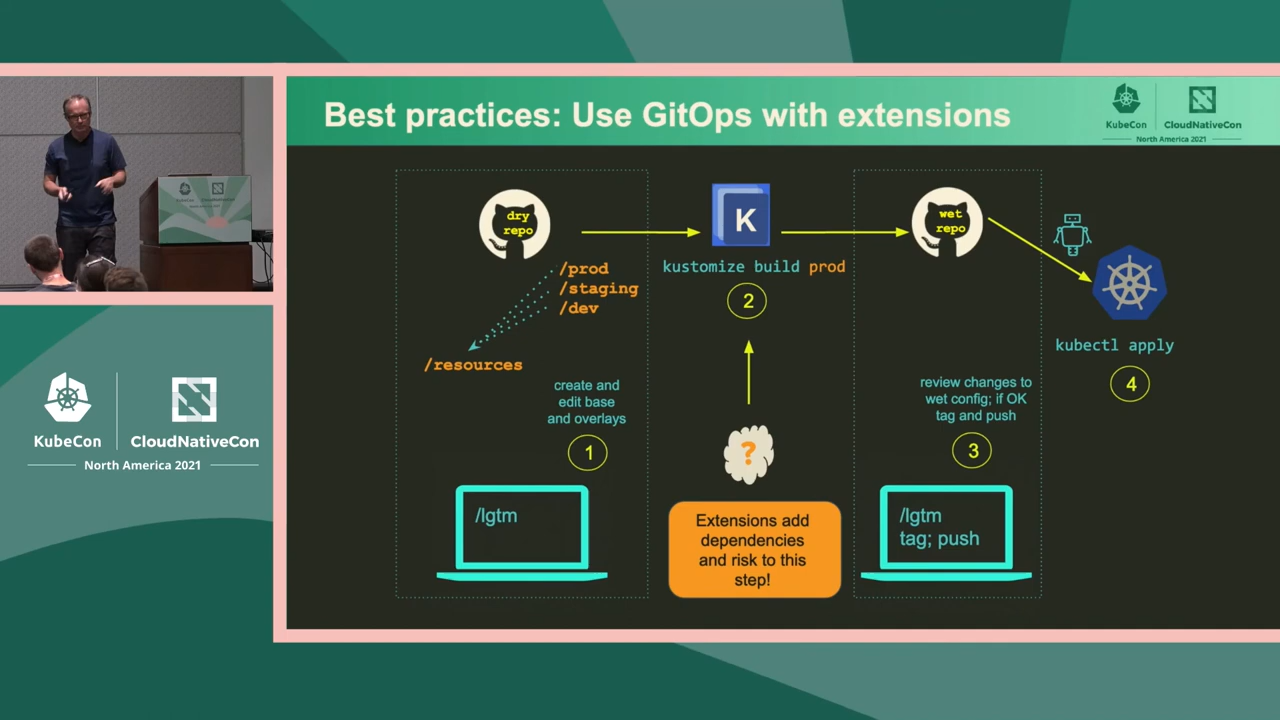 Best practices: Use GitOps with extensions
KubeCon
CloudNativeCon
North America 2021
dry
repo
/prod
/staging
/dev
/resources
create and
edit base
and overlays
1
/lgtm
K
kustomize build prod
2
?
Extensions add
dependencies
and risk to this
step!
wet
repo
review changes to
wet config; if OK
tag and push
3
/lgtm
tag; push
kubectl apply
4
KubeCon
CloudNativeCon
North America 2021